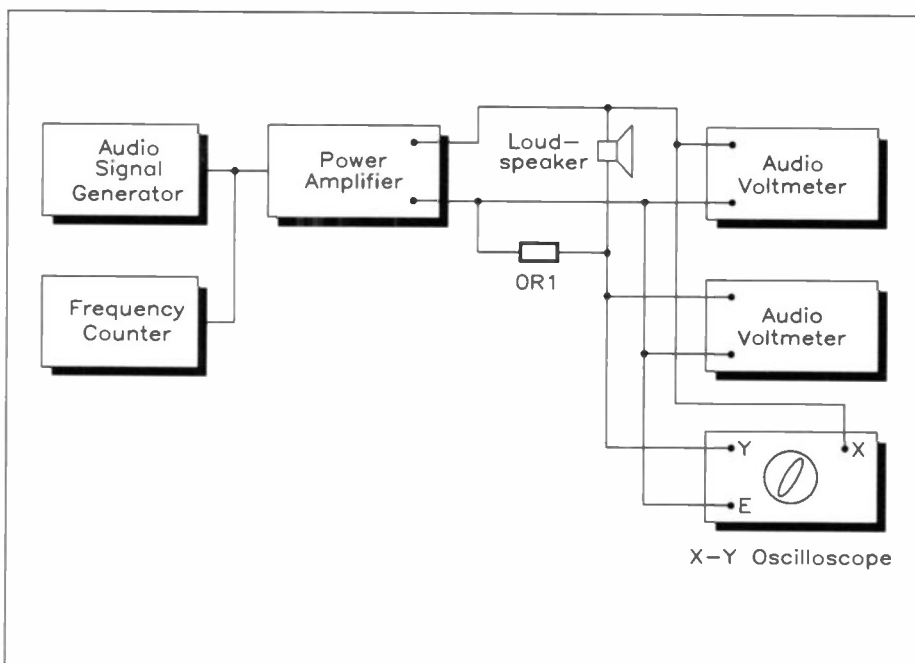 Audio
Signal
Generator
Power
Amplifier
Loud-
speaker
Audio
Voltmeter
Frequency
Counter
0R1
Audio
Voltmeter
Y
X
E
X-Y Oscilloscope